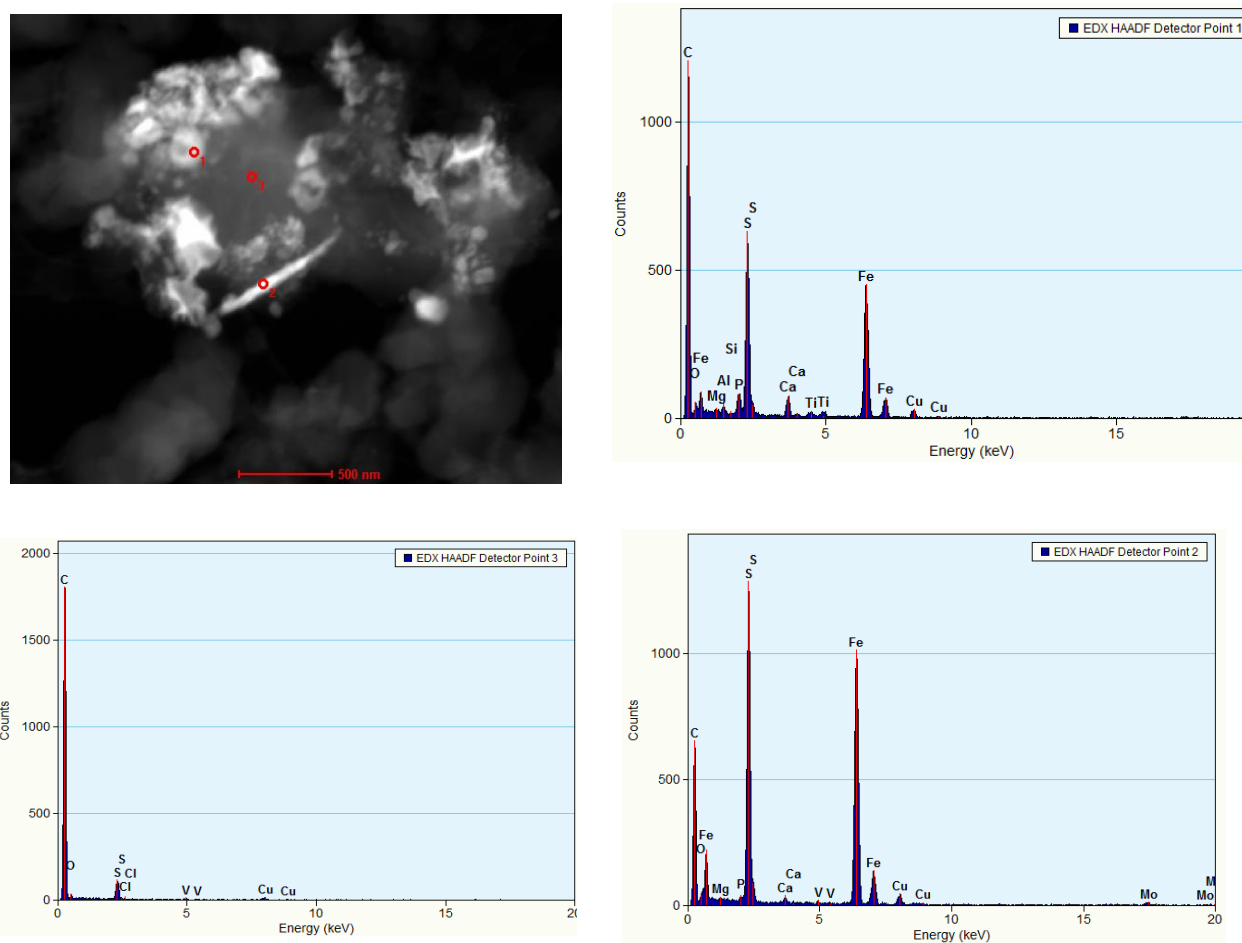 1
3
2
500 nm
EDX HAADF Detector Point 1
Counts
1000
500
0
C
S
S
Fe
Fe
O
Si
Al
Mg
P
Ca
Ca
Ti Ti
Fe
Cu
Cu
0 5 10 15
Energy (keV)
EDX HAADF Detector Point 3
Counts
2000
1500
1000
500
0
C
O
S
S Cl
Cl
V V
Cu Cu
0 5 10 15 20
Energy (keV)
EDX HAADF Detector Point 2
Counts
1000
500
0
S
S
Fe
C
Fe
O
Mg
P
Ca
Ca
V V
Fe
Cu
Cu
Mo
M
Mo
0 5 10 15 20
Energy (keV)